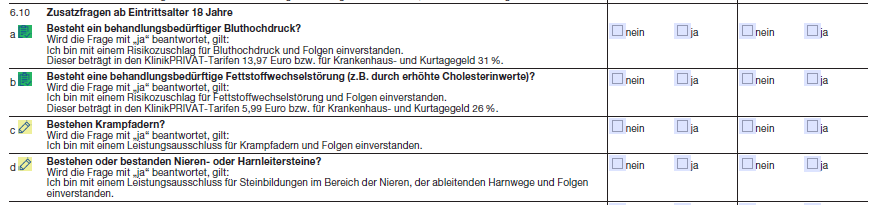 6.10 Zusatzfragen ab Eintrittsalter 18 Jahre
a Besteht ein behandlungsbedürftiger Bluthochdruck? nein ja nein ja
Wird die Frage mit „ja“ beantwortet, gilt:
Ich bin mit einem Risikozuschlag für Bluthochdruck und Folgen einverstanden.
Dieser beträgt in den KlinikPRIVAT-Tarifen 13,97 Euro bzw. für Krankenhaus- und Kurtagegeld 31 %.
b Besteht eine behandlungsbedürftige Fettstoffwechselstörung (z.B. durch erhöhte Cholesterinwerte)? nein ja nein ja
Wird die Frage mit „ja“ beantwortet, gilt:
Ich bin mit einem Risikozuschlag für Fettstoffwechselstörung und Folgen einverstanden.
Dieser beträgt in den KlinikPRIVAT-Tarifen 5,99 Euro bzw. für Krankenhaus- und Kurtagegeld 26 %.
c Bestehen Krampfadern? nein ja nein ja
Wird die Frage mit „ja“ beantwortet, gilt:
Ich bin mit einem Leistungsausschluss für Krampfadern und Folgen einverstanden.
d Bestehen oder bestanden Nieren- oder Harnleitersteine? nein ja nein ja
Wird die Frage mit „ja“ beantwortet, gilt:
Ich bin mit einem Leistungsausschluss für Steinbildungen im Bereich der Nieren, der ableitenden Harnwege und Folgen
einverstanden.